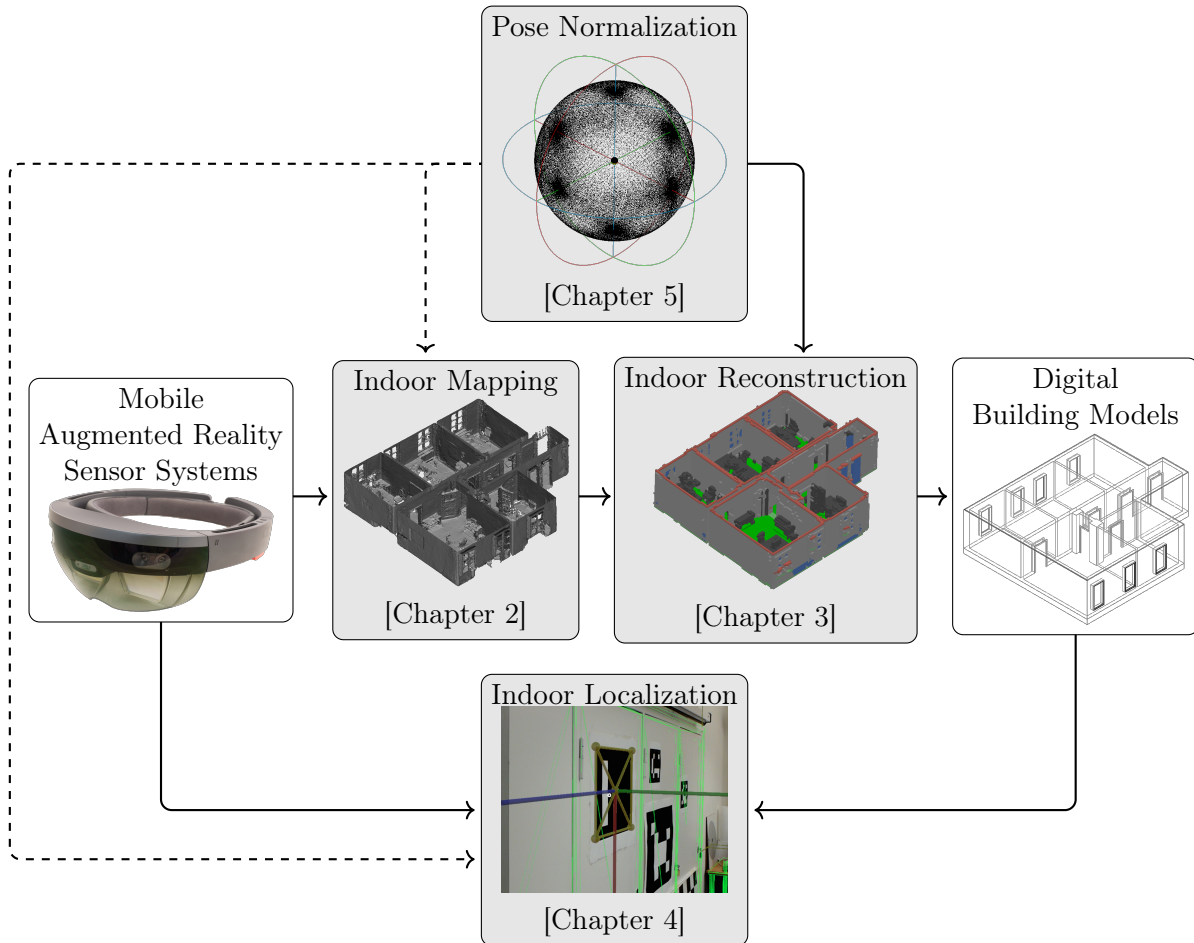 Pose Normalization
[Chapter 5]
Mobile
Augmented Reality
Sensor Systems
Indoor Mapping
[Chapter 2]
Indoor Reconstruction
[Chapter 3]
Digital
Building Models
Indoor Localization
[Chapter 4]